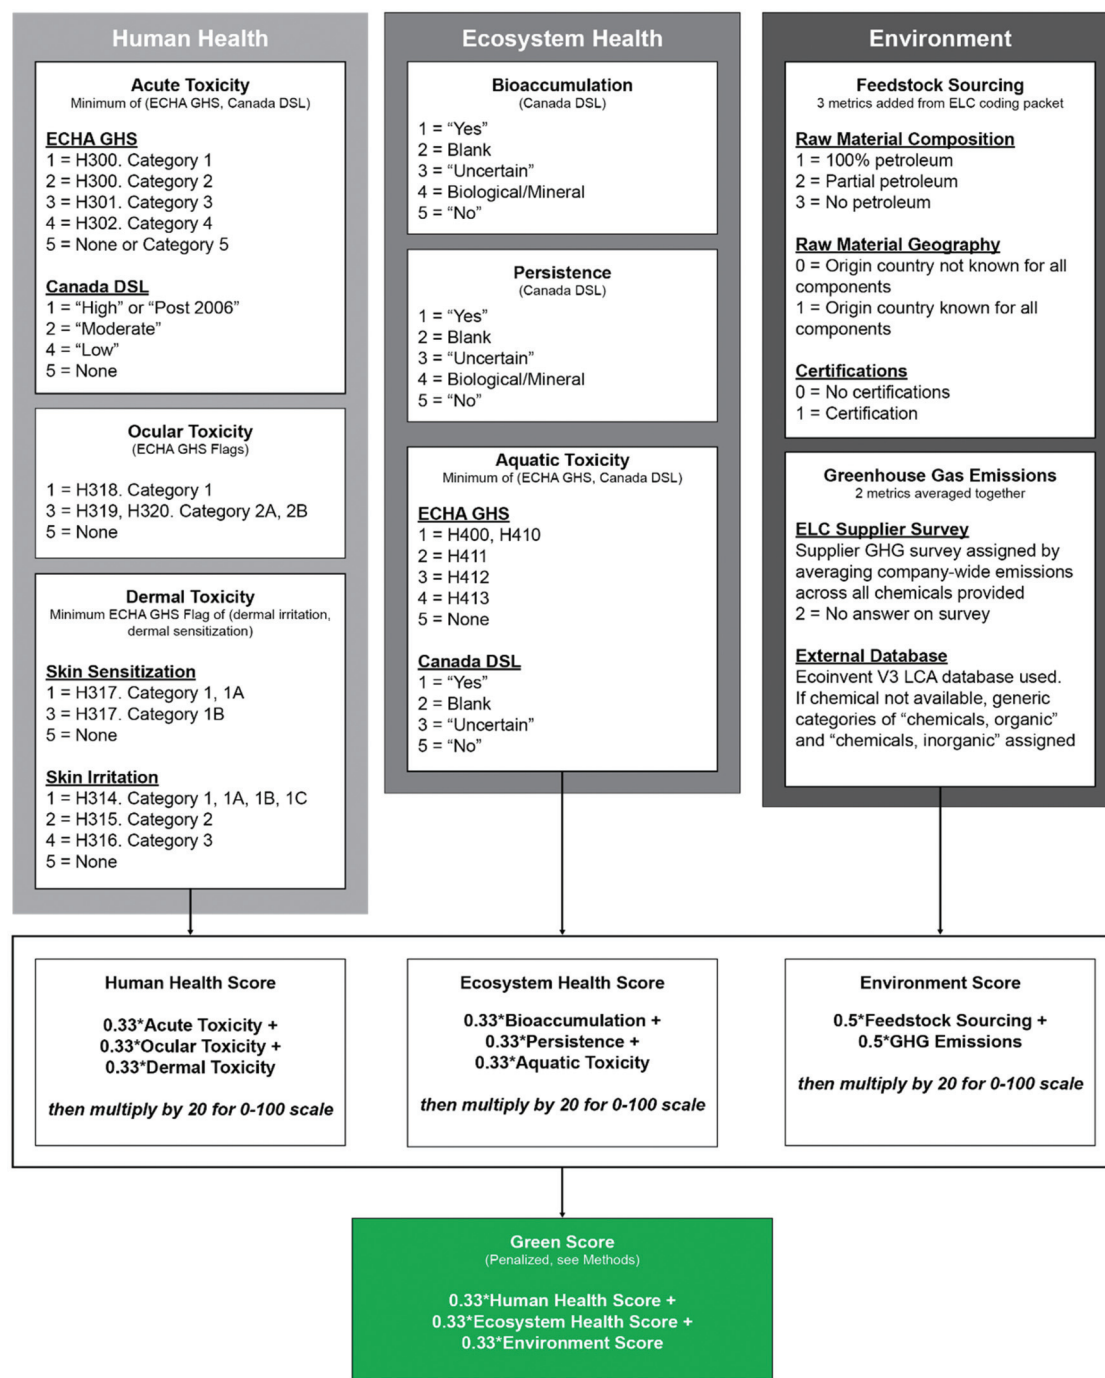 Human Health
Acute Toxicity
Minimum of (ECHA GHS, Canada DSL)
ECHA GHS
1 = H300. Category 1
2 = H300. Category 2
3 = H301. Category 3
4 = H302. Category 4
5 = None or Category 5
Canada DSL
1 = “High” or “Post 2006”
2 = “Moderate”
4 = “Low”
5 = None
Ocular Toxicity
(ECHA GHS Flags)
1 = H318. Category 1
3 = H319, H320. Category 2A, 2B
5 = None
Dermal Toxicity
Minimum ECHA GHS Flag of (dermal irritation,
dermal sensitization)
Skin Sensitization
1 = H317. Category 1, 1A
3 = H317. Category 1B
5 = None
Skin Irritation
1 = H314. Category 1, 1A, 1B, 1C
2 = H315. Category 2
4 = H316. Category 3
5 = None
Ecosystem Health
Bioaccumulation
(Canada DSL)
1 = “Yes”
2 = Blank
3 = “Uncertain”
4 = Biological/Mineral
5 = “No”
Persistence
(Canada DSL)
1 = “Yes”
2 = Blank
3 = “Uncertain”
4 = Biological/Mineral
5 = “No”
Aquatic Toxicity
Minimum of (ECHA GHS, Canada DSL)
ECHA GHS
1 = H400, H410
2 = H411
3 = H412
4 = H413
5 = None
Canada DSL
1 = “Yes”
2 = Blank
3 = “Uncertain”
5 = “No”
Environment
Feedstock Sourcing
3 metrics added from ELC coding packet
Raw Material Composition
1 = 100% petroleum
2 = Partial petroleum
3 = No petroleum
Raw Material Geography
0 = Origin country not known for all
components
1 = Origin country known for all
components
Certifications
0 = No certifications
1 = Certification
Greenhouse Gas Emissions
2 metrics averaged together
ELC Supplier Survey
Supplier GHG survey assigned by
averaging company-wide emissions
across all chemicals provided
2 = No answer on survey
External Database
Ecoinvent V3 LCA database used.
If chemical not available, generic
categories of “chemicals, organic”
and “chemicals, inorganic” assigned
Human Health Score
0.33*Acute Toxicity +
0.33*Ocular Toxicity +
0.33*Dermal Toxicity
then multiply by 20 for 0-100 scale
Ecosystem Health Score
0.33*Bioaccumulation +
0.33*Persistence +
0.33*Aquatic Toxicity
then multiply by 20 for 0-100 scale
Environment Score
0.5*Feedstock Sourcing +
0.5*GHG Emissions
then multiply by 20 for 0-100 scale
Green Score
(Penalized, see Methods)
0.33*Human Health Score +
0.33*Ecosystem Health Score +
0.33*Environment Score